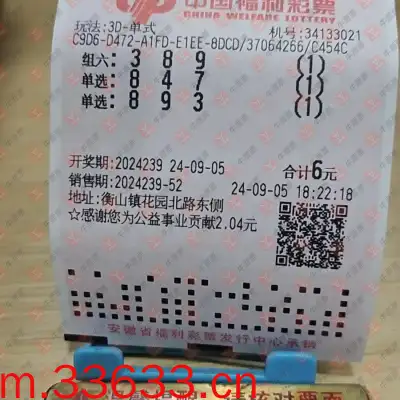 中国福利彩票
CHINA WELFARE LOTTERY
玩法:3D-单式 机号:34133021
C9D6-D472-A1FD-E1EE-8DCD/37064266/C454C
组六: 3 8 9 (1)
单选: 8 4 7 (1)
单选: 8 9 3 (1)
开奖期:2024239 24-09-05 合计6元
销售期:2024239-52 24-09-05 18:22:18
地址:衡山镇花园北路东侧
☆感谢您为公益事业贡献2.04元
安徽省福利彩票发行中心承销
m.33633.cn
核对票面